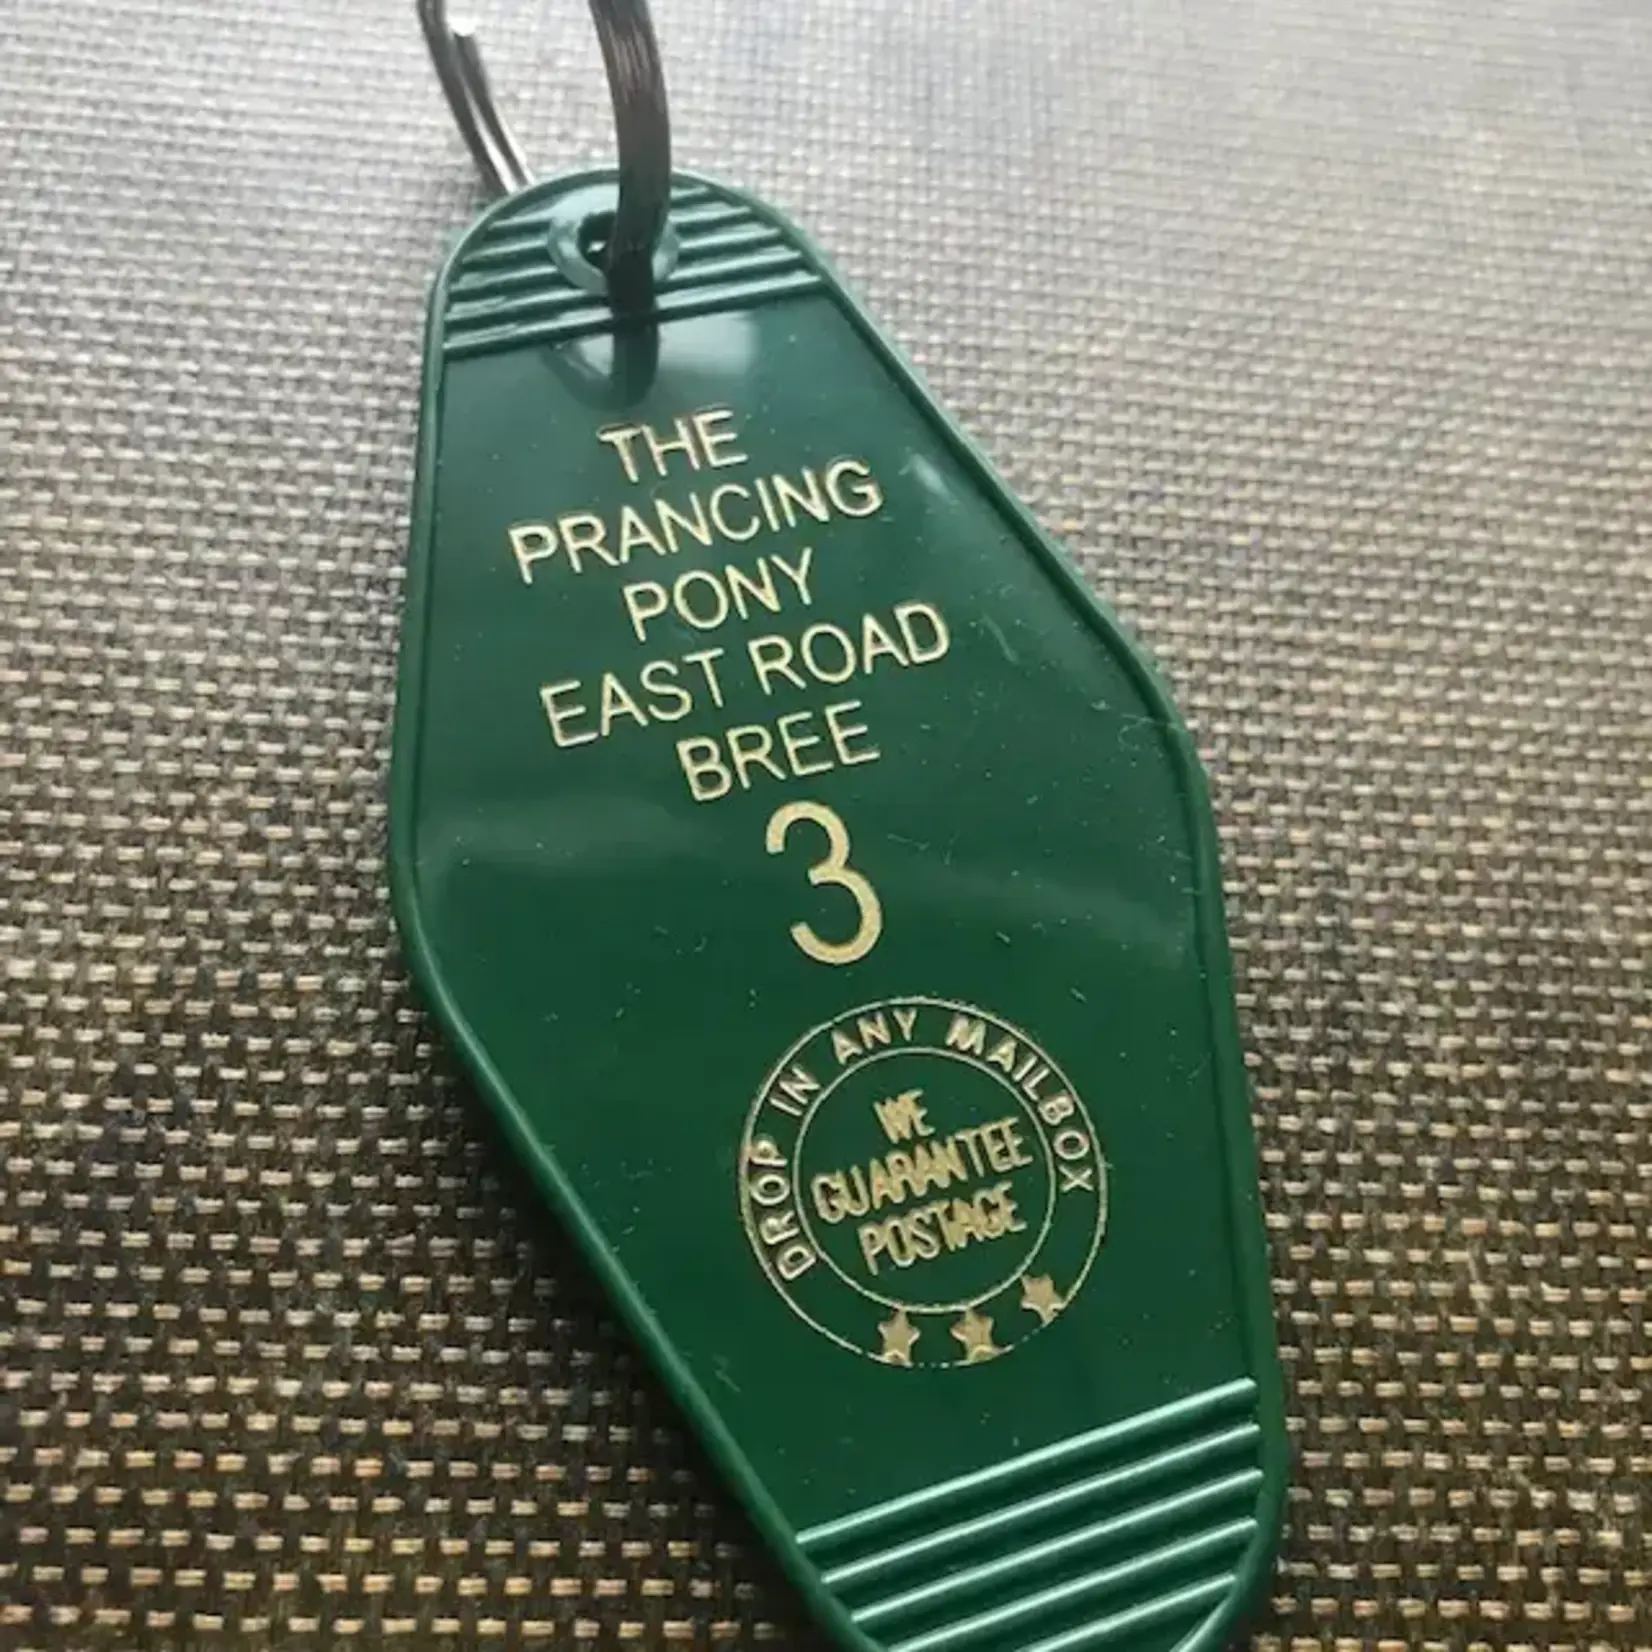 THE
PRANCING
PONY
EAST ROAD
BREE
3
DROP IN ANY MAILBOX
WE
GUARANTEE
POSTAGE